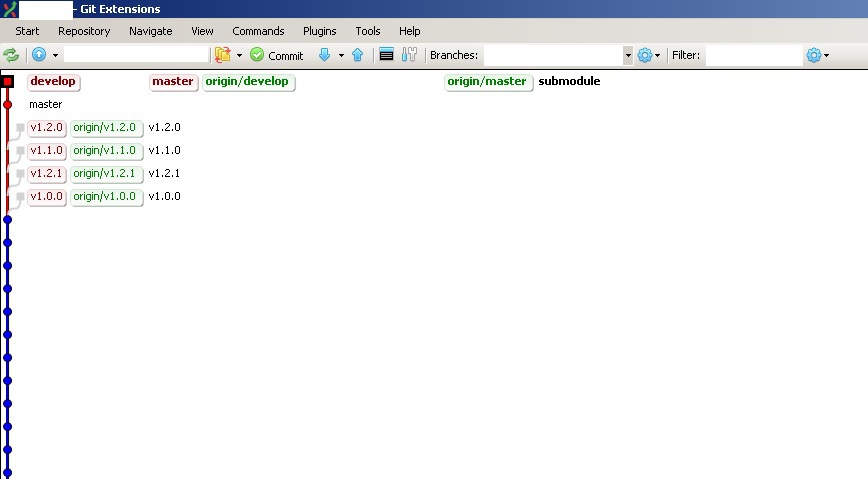 - Git Extensions
Start Repository Navigate View Commands Plugins Tools Help
Commit Branches: Filter:
develop master origin/develop origin/master submodule
master
v1.2.0 origin/v1.2.0 v1.2.0
v1.1.0 origin/v1.1.0 v1.1.0
v1.2.1 origin/v1.2.1 v1.2.1
v1.0.0 origin/v1.0.0 v1.0.0